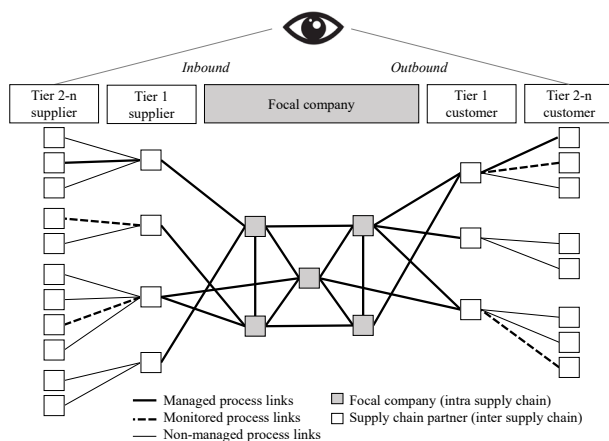 Inbound
Outbound
Tier 2-n
supplier
Tier 1
supplier
Focal company
Tier 1
customer
Tier 2-n
customer
Managed process links
Monitored process links
Non-managed process links
Focal company (intra supply chain)
Supply chain partner (inter supply chain)